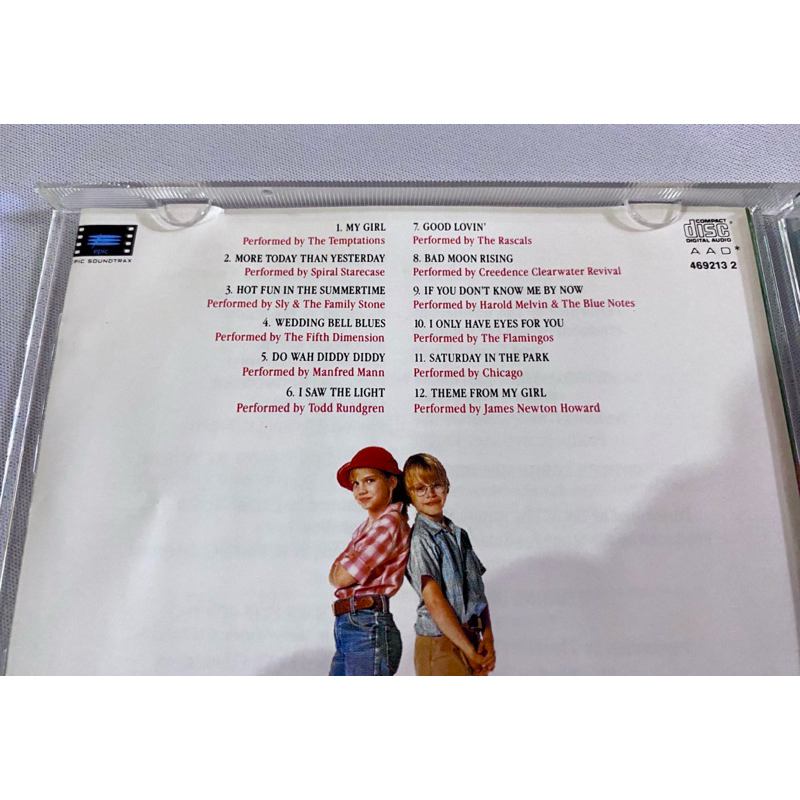 1. MY GIRL
Performed by The Temptations
2. MORE TODAY THAN YESTERDAY
Performed by Spiral Starecase
3. HOT FUN IN THE SUMMERTIME
Performed by Sly & The Family Stone
4. WEDDING BELL BLUES
Performed by The Fifth Dimension
5. DO WAH DIDDY DIDDY
Performed by Manfred Mann
6. I SAW THE LIGHT
Performed by Todd Rundgren
7. GOOD LOVIN'
Performed by The Rascals
8. BAD MOON RISING
Performed by Creedence Clearwater Revival
9. IF YOU DON'T KNOW ME BY NOW
Performed by Harold Melvin & The Blue Notes
10. I ONLY HAVE EYES FOR YOU
Performed by The Flamingos
11. SATURDAY IN THE PARK
Performed by Chicago
12. THEME FROM MY GIRL
Performed by James Newton Howard
epic
PIC SOUNDTRAX
COMPACT
disc
DIGITAL AUDIO
AAD*
469213 2